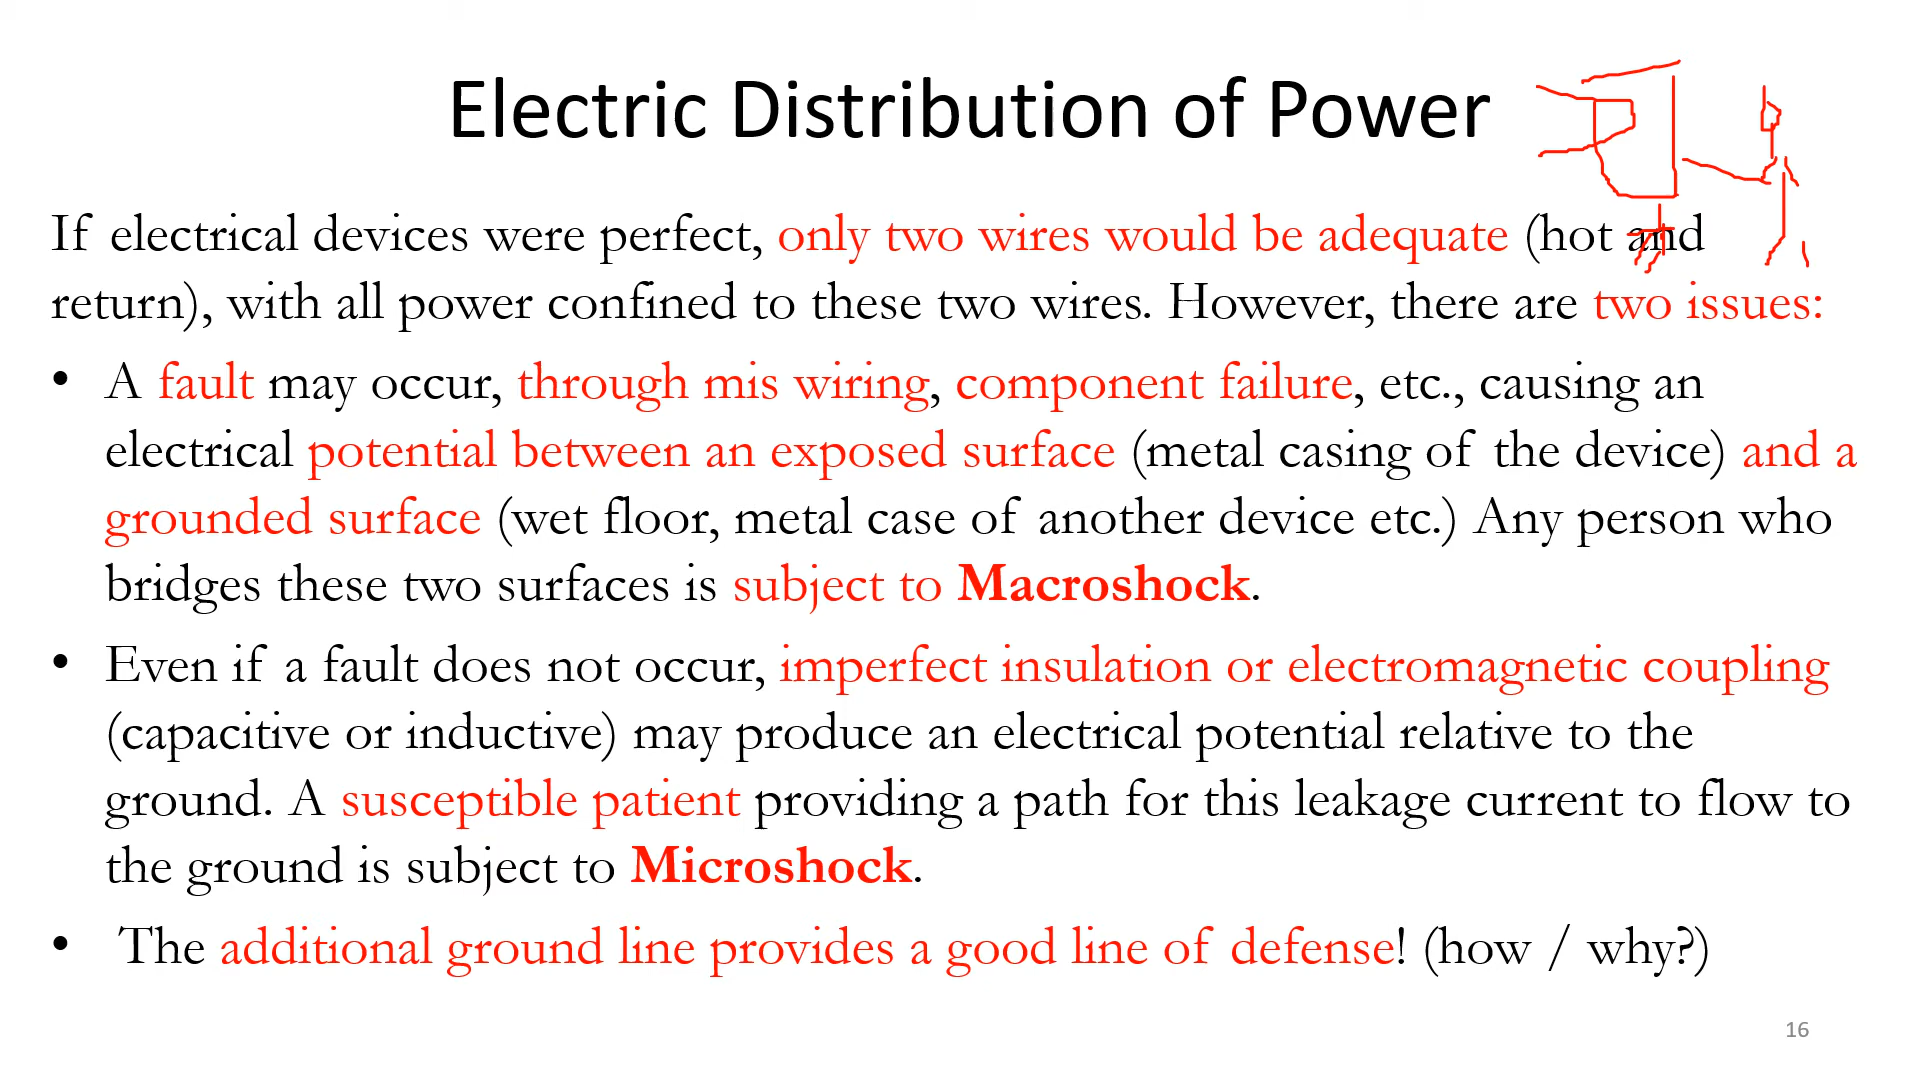 Electric Distribution of Power
If electrical devices were perfect, only two wires would be adequate (hot and
return), with all power confined to these two wires. However, there are two issues:
• A fault may occur, through mis wiring, component failure, etc., causing an
electrical potential between an exposed surface (metal casing of the device) and a
grounded surface (wet floor, metal case of another device etc.) Any person who
bridges these two surfaces is subject to Macroshock.
• Even if a fault does not occur, imperfect insulation or electromagnetic coupling
(capacitive or inductive) may produce an electrical potential relative to the
ground. A susceptible patient providing a path for this leakage current to flow to
the ground is subject to Microshock.
• The additional ground line provides a good line of defense! (how / why?)
16